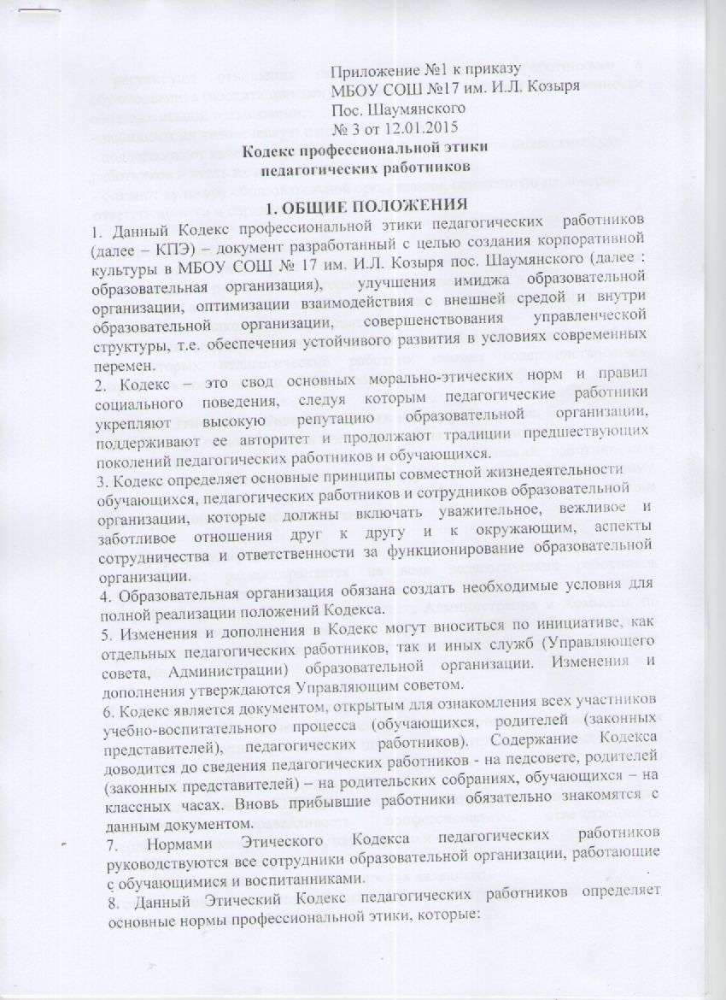 Приложение №1 к приказу
МБОУ СОШ №17 им. И.Л. Козыря
Пос. Шаумянского
№ 3 от 12.01.2015
Кодекс профессиональной этики
педагогических работников
1. ОБЩИЕ ПОЛОЖЕНИЯ
1. Данный Кодекс профессиональной этики педагогических работников
(далее – КПЭ) – документ разработанный с целью создания корпоративной
культуры в МБОУ СОШ № 17 им. И.Л. Козыря пос. Шаумянского (далее :
образовательная организация), улучшения имиджа образовательной
организации, оптимизации взаимодействия с внешней средой и внутри
образовательной организации, совершенствования управленческой
структуры, т.е. обеспечения устойчивого развития в условиях современных
перемен.
2. Кодекс – это свод основных морально-этических норм и правил
социального поведения, следуя которым педагогические работники
укрепляют высокую репутацию образовательной организации,
поддерживают ее авторитет и продолжают традиции предшествующих
поколений педагогических работников и обучающихся.
3. Кодекс определяет основные принципы совместной жизнедеятельности
обучающихся, педагогических работников и сотрудников образовательной
организации, которые должны включать уважительное, вежливое и
заботливое отношения друг к другу и к окружающим, аспекты
сотрудничества и ответственности за функционирование образовательной
организации.
4. Образовательная организация обязана создать необходимые условия для
полной реализации положений Кодекса.
5. Изменения и дополнения в Кодекс могут вноситься по инициативе, как
отдельных педагогических работников, так и иных служб (Управляющего
совета, Администрации) образовательной организации. Изменения и
дополнения утверждаются Управляющим советом.
6. Кодекс является документом, открытым для ознакомления всех участников
учебно-воспитательного процесса (обучающихся, родителей (законных
представителей), педагогических работников). Содержание Кодекса
доводится до сведения педагогических работников - на педсовете, родителей
(законных представителей) – на родительских собраниях, обучающихся – на
классных часах. Вновь прибывшие работники обязательно знакомятся с
данным документом.
7. Нормами Этического Кодекса педагогических работников
руководствуются все сотрудники образовательной организации, работающие
с обучающимися и воспитанниками.
8. Данный Этический Кодекс педагогических работников определяет
основные нормы профессиональной этики, которые: